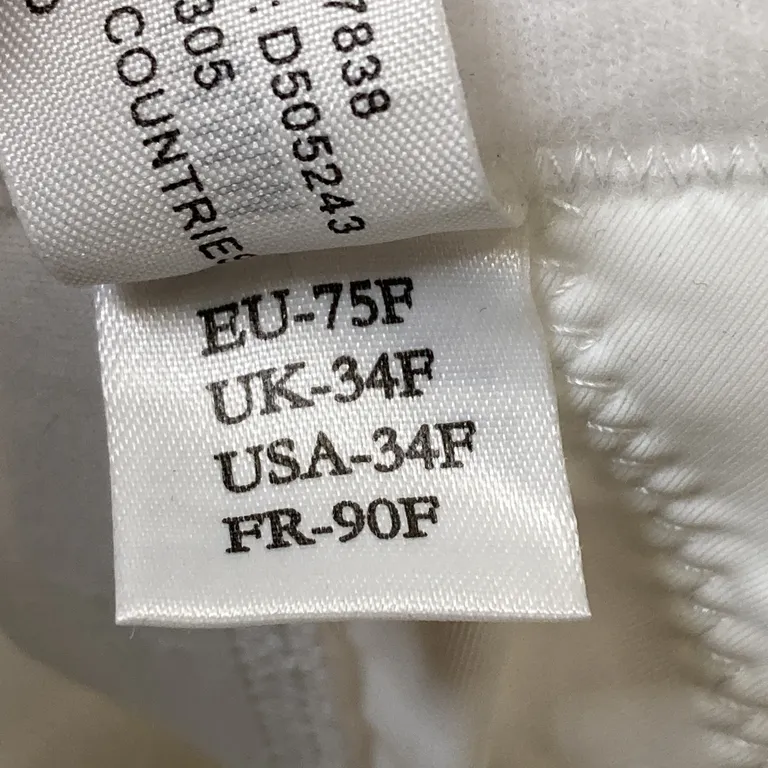 7838
: D505243
305
COUNTRIES
EU-75F
UK-34F
USA-34F
FR-90F